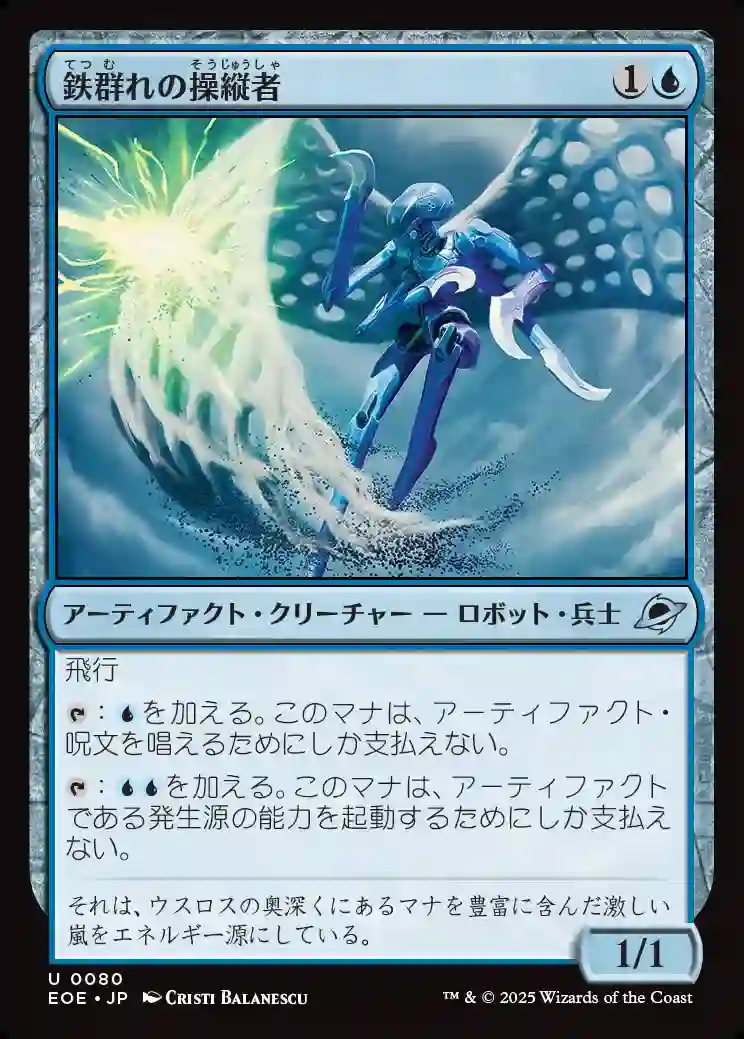 てつ む そうじゅうしゃ
鉄群れの操縦者 1
アーティファクト・クリーチャー — ロボット・兵士
飛行
:を加える。このマナは、アーティファクト・
呪文を唱えるためにしか支払えない。
:を加える。このマナは、アーティファクト
である発生源の能力を起動するためにしか支払え
ない。
それは、ウスロスの奥深くにあるマナを豊富に含んだ激しい
嵐をエネルギー源にしている。
1/1
U 0080
EOE • JP CRISTI BALANESCU
™ & © 2025 Wizards of the Coast